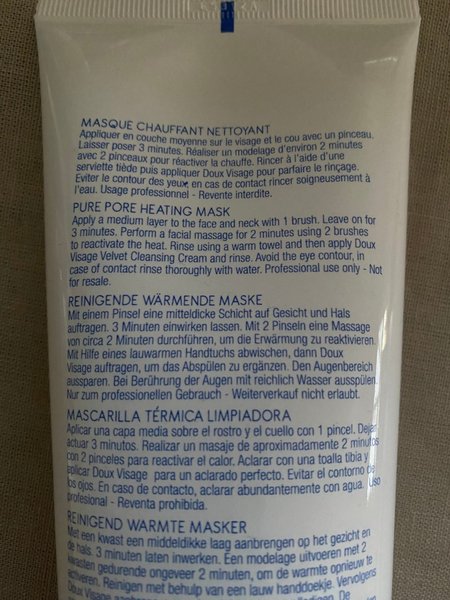 MASQUE CHAUFFANT NETTOYANT
Appliquer en couche moyenne sur le visage et le cou avec un pinceau.
Laisser poser 3 minutes. Réaliser un modelage d'environ 2 minutes
avec 2 pinceaux pour réactiver la chauffe. Rincer à l'aide d'une
serviette tiède puis appliquer Doux Visage pour parfaire le rinçage.
Eviter le contour des yeux, en cas de contact rincer soigneusement à
l'eau. Usage professionnel - Revente interdite.
PURE PORE HEATING MASK
Apply a medium layer to the face and neck with 1 brush. Leave on for
3 minutes. Perform a facial massage for 2 minutes using 2 brushes
to reactivate the heat. Rinse using a warm towel and then apply Doux
Visage Velvet Cleansing Cream and rinse. Avoid the eye contour, in
case of contact rinse thoroughly with water. Professional use only - Not
for resale.
REINIGENDE WÄRMENDE MASKE
Mit einem Pinsel eine mitteldicke Schicht auf Gesicht und Hals
auftragen. 3 Minuten einwirken lassen. Mit 2 Pinseln eine Massage
von circa 2 Minuten durchführen, um die Erwärmung zu reaktivieren.
Mit Hilfe eines lauwarmen Handtuchs abwischen, dann Doux
Visage auftragen, um das Abspülen zu ergänzen. Den Augenbereich
aussparen. Bei Berührung der Augen mit reichlich Wasser ausspülen.
Nur zum professionellen Gebrauch - Weiterverkauf nicht erlaubt.
MASCARILLA TÉRMICA LIMPIADORA
Aplicar una capa media sobre el rostro y el cuello con 1 pincel. Dejar
actuar 3 minutos. Realizar un masaje de aproximadamente 2 minutos
con 2 pinceles para reactivar el calor. Aclarar con una toalla tibia y
aplicar Doux Visage para un aclarado perfecto. Evitar el contorno de
los ojos. En caso de contacto, aclarar abundantemente con agua. Uso
profesional - Reventa prohibida.
REINIGEND WARMTE MASKER
Met een kwast een middeldikke laag aanbrengen op het gezicht en
de hals. 3 minuten laten inwerken. Een modelage uitvoeren met 2
kwasten gedurende ongeveer 2 minuten, om de warmte opnieuw te
activeren. Reinigen met behulp van een lauw handdoekje. Vervolgens
Doux Visage